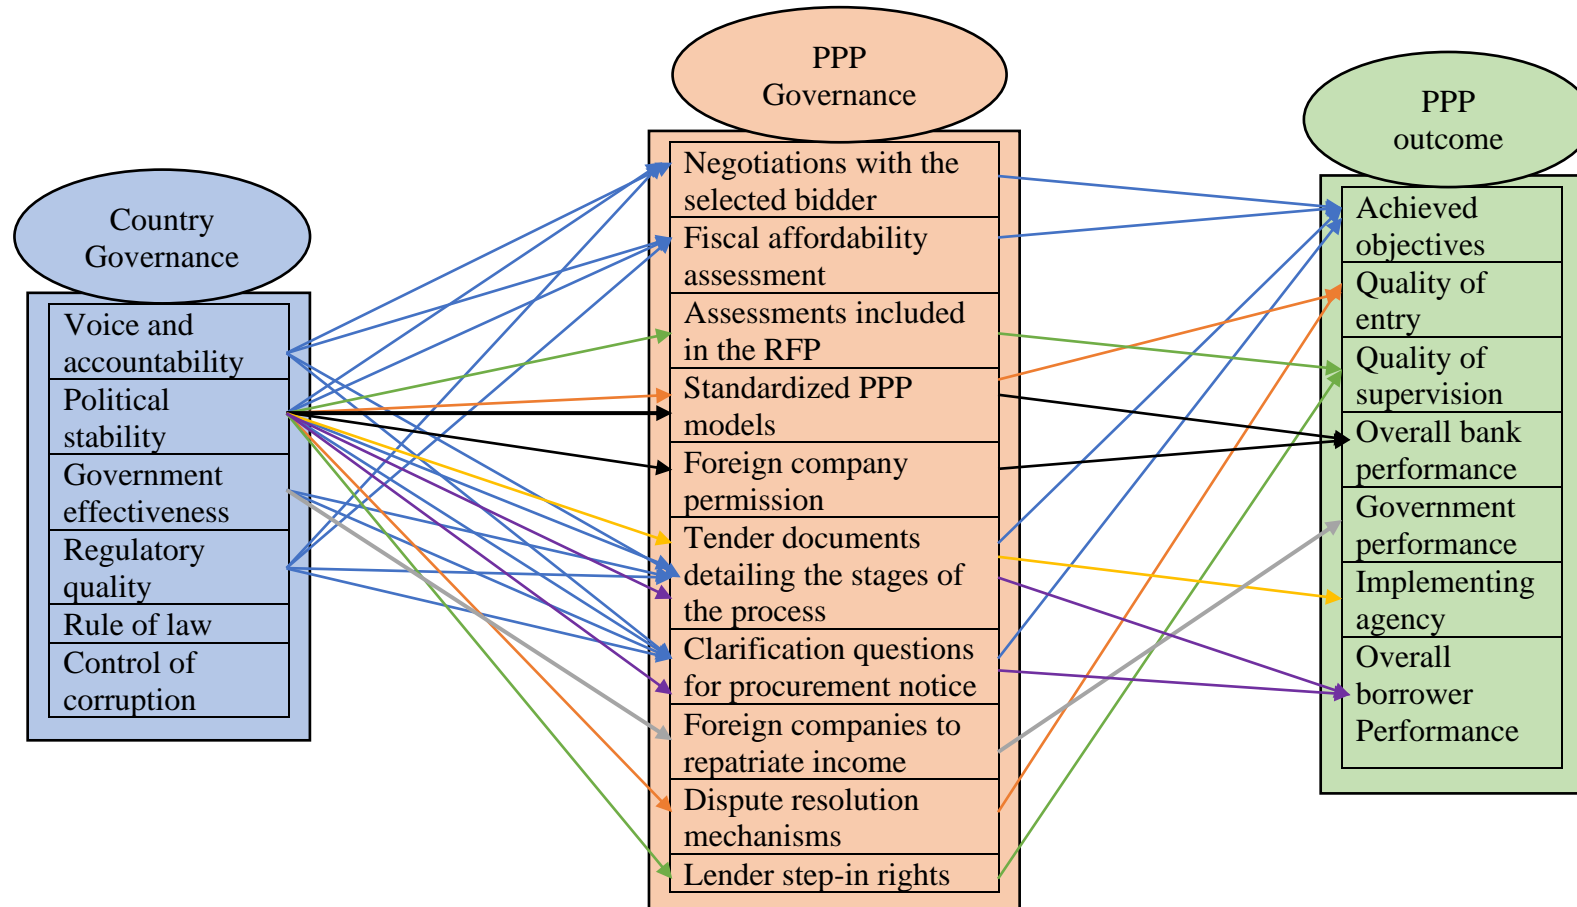 Country
Governance
Voice and
accountability
Political
stability
Government
effectiveness
Regulatory
quality
Rule of law
Control of
corruption
PPP
Governance
Negotiations with the
selected bidder
Fiscal affordability
assessment
Assessments included
in the RFP
Standardized PPP
models
Foreign company
permission
Tender documents
detailing the stages of
the process
Clarification questions
for procurement notice
Foreign companies to
repatriate income
Dispute resolution
mechanisms
Lender step-in rights
PPP
outcome
Achieved
objectives
Quality of
entry
Quality of
supervision
Overall bank
performance
Government
performance
Implementing
agency
Overall
borrower
Performance